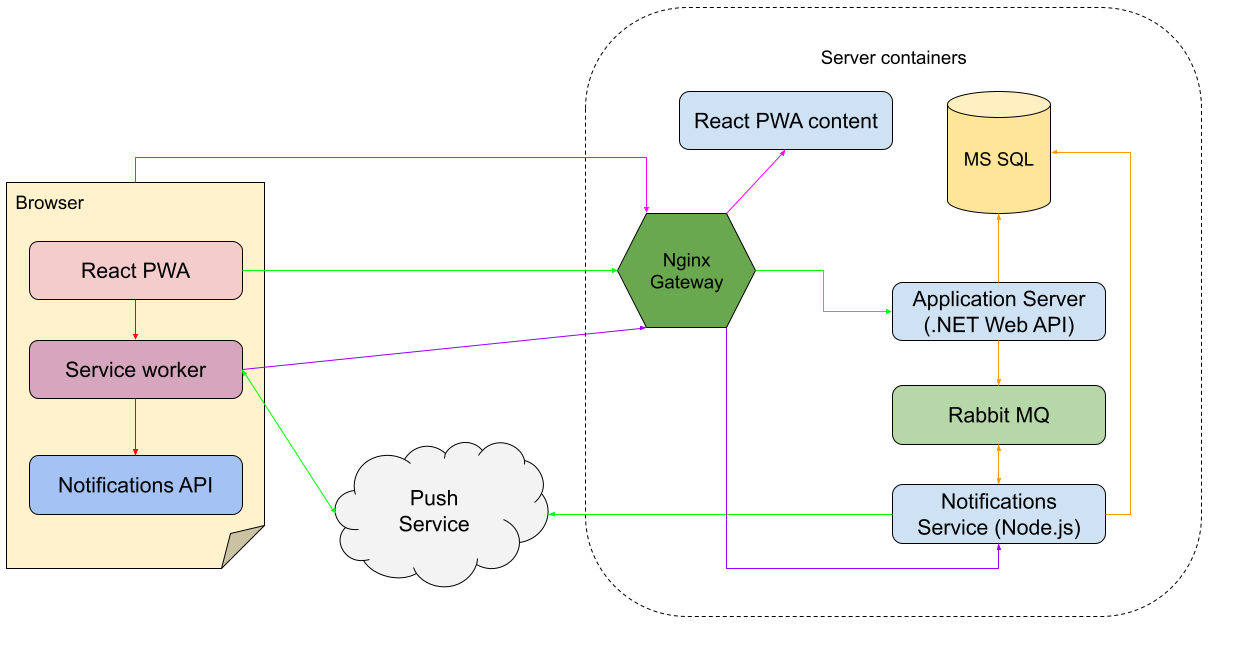 Server containers
React PWA content
MS SQL
Browser
React PWA
Nginx
Gateway
Application Server
(.NET Web API)
Service worker
Rabbit MQ
Notifications API
Push
Service
Notifications
Service (Node.js)